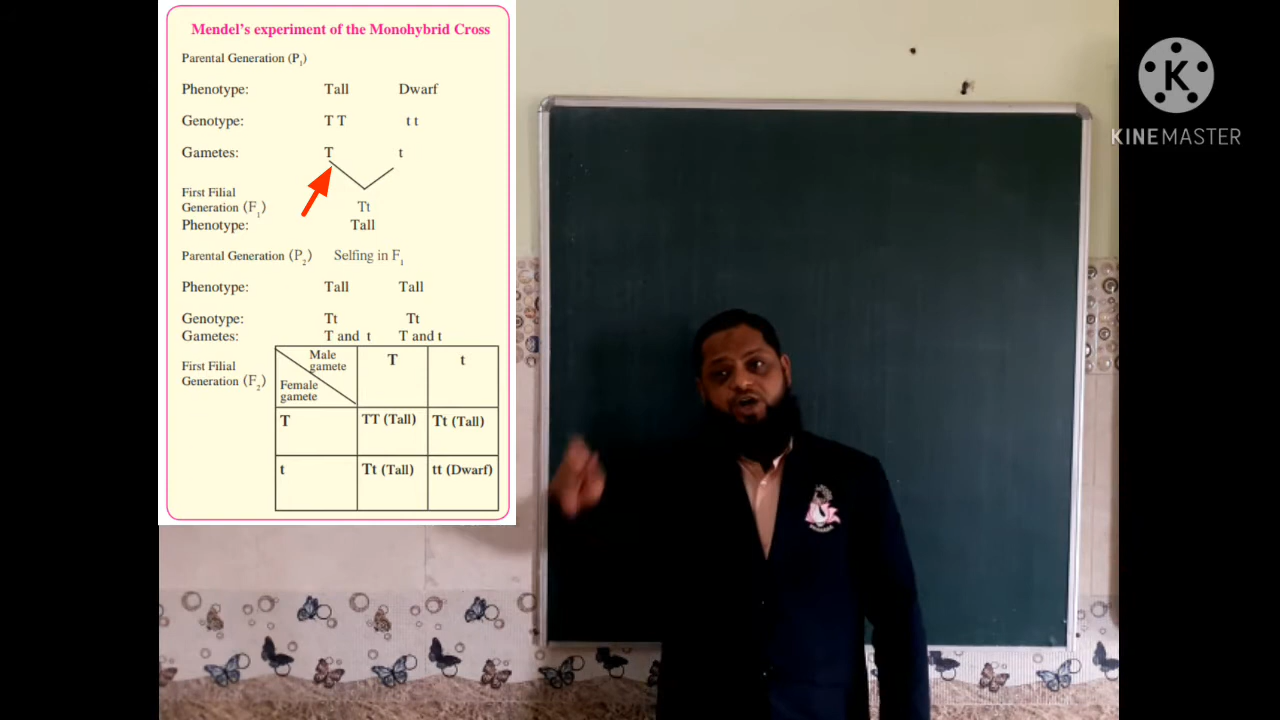 Mendel's experiment of the Monohybrid Cross
Parental Generation (P1)
Phenotype: Tall Dwarf
Genotype: T T t t
Gametes: T t
First Filial
Generation (F1) Tt
Phenotype: Tall
Parental Generation (P2) Selfing in F1
Phenotype: Tall Tall
Genotype: Tt Tt
Gametes: T and t T and t
First Filial
Generation (F2)
Male
gamete
Female
gamete
T t
T TT (Tall) Tt (Tall)
t Tt (Tall) tt (Dwarf)
K
KINEMASTER